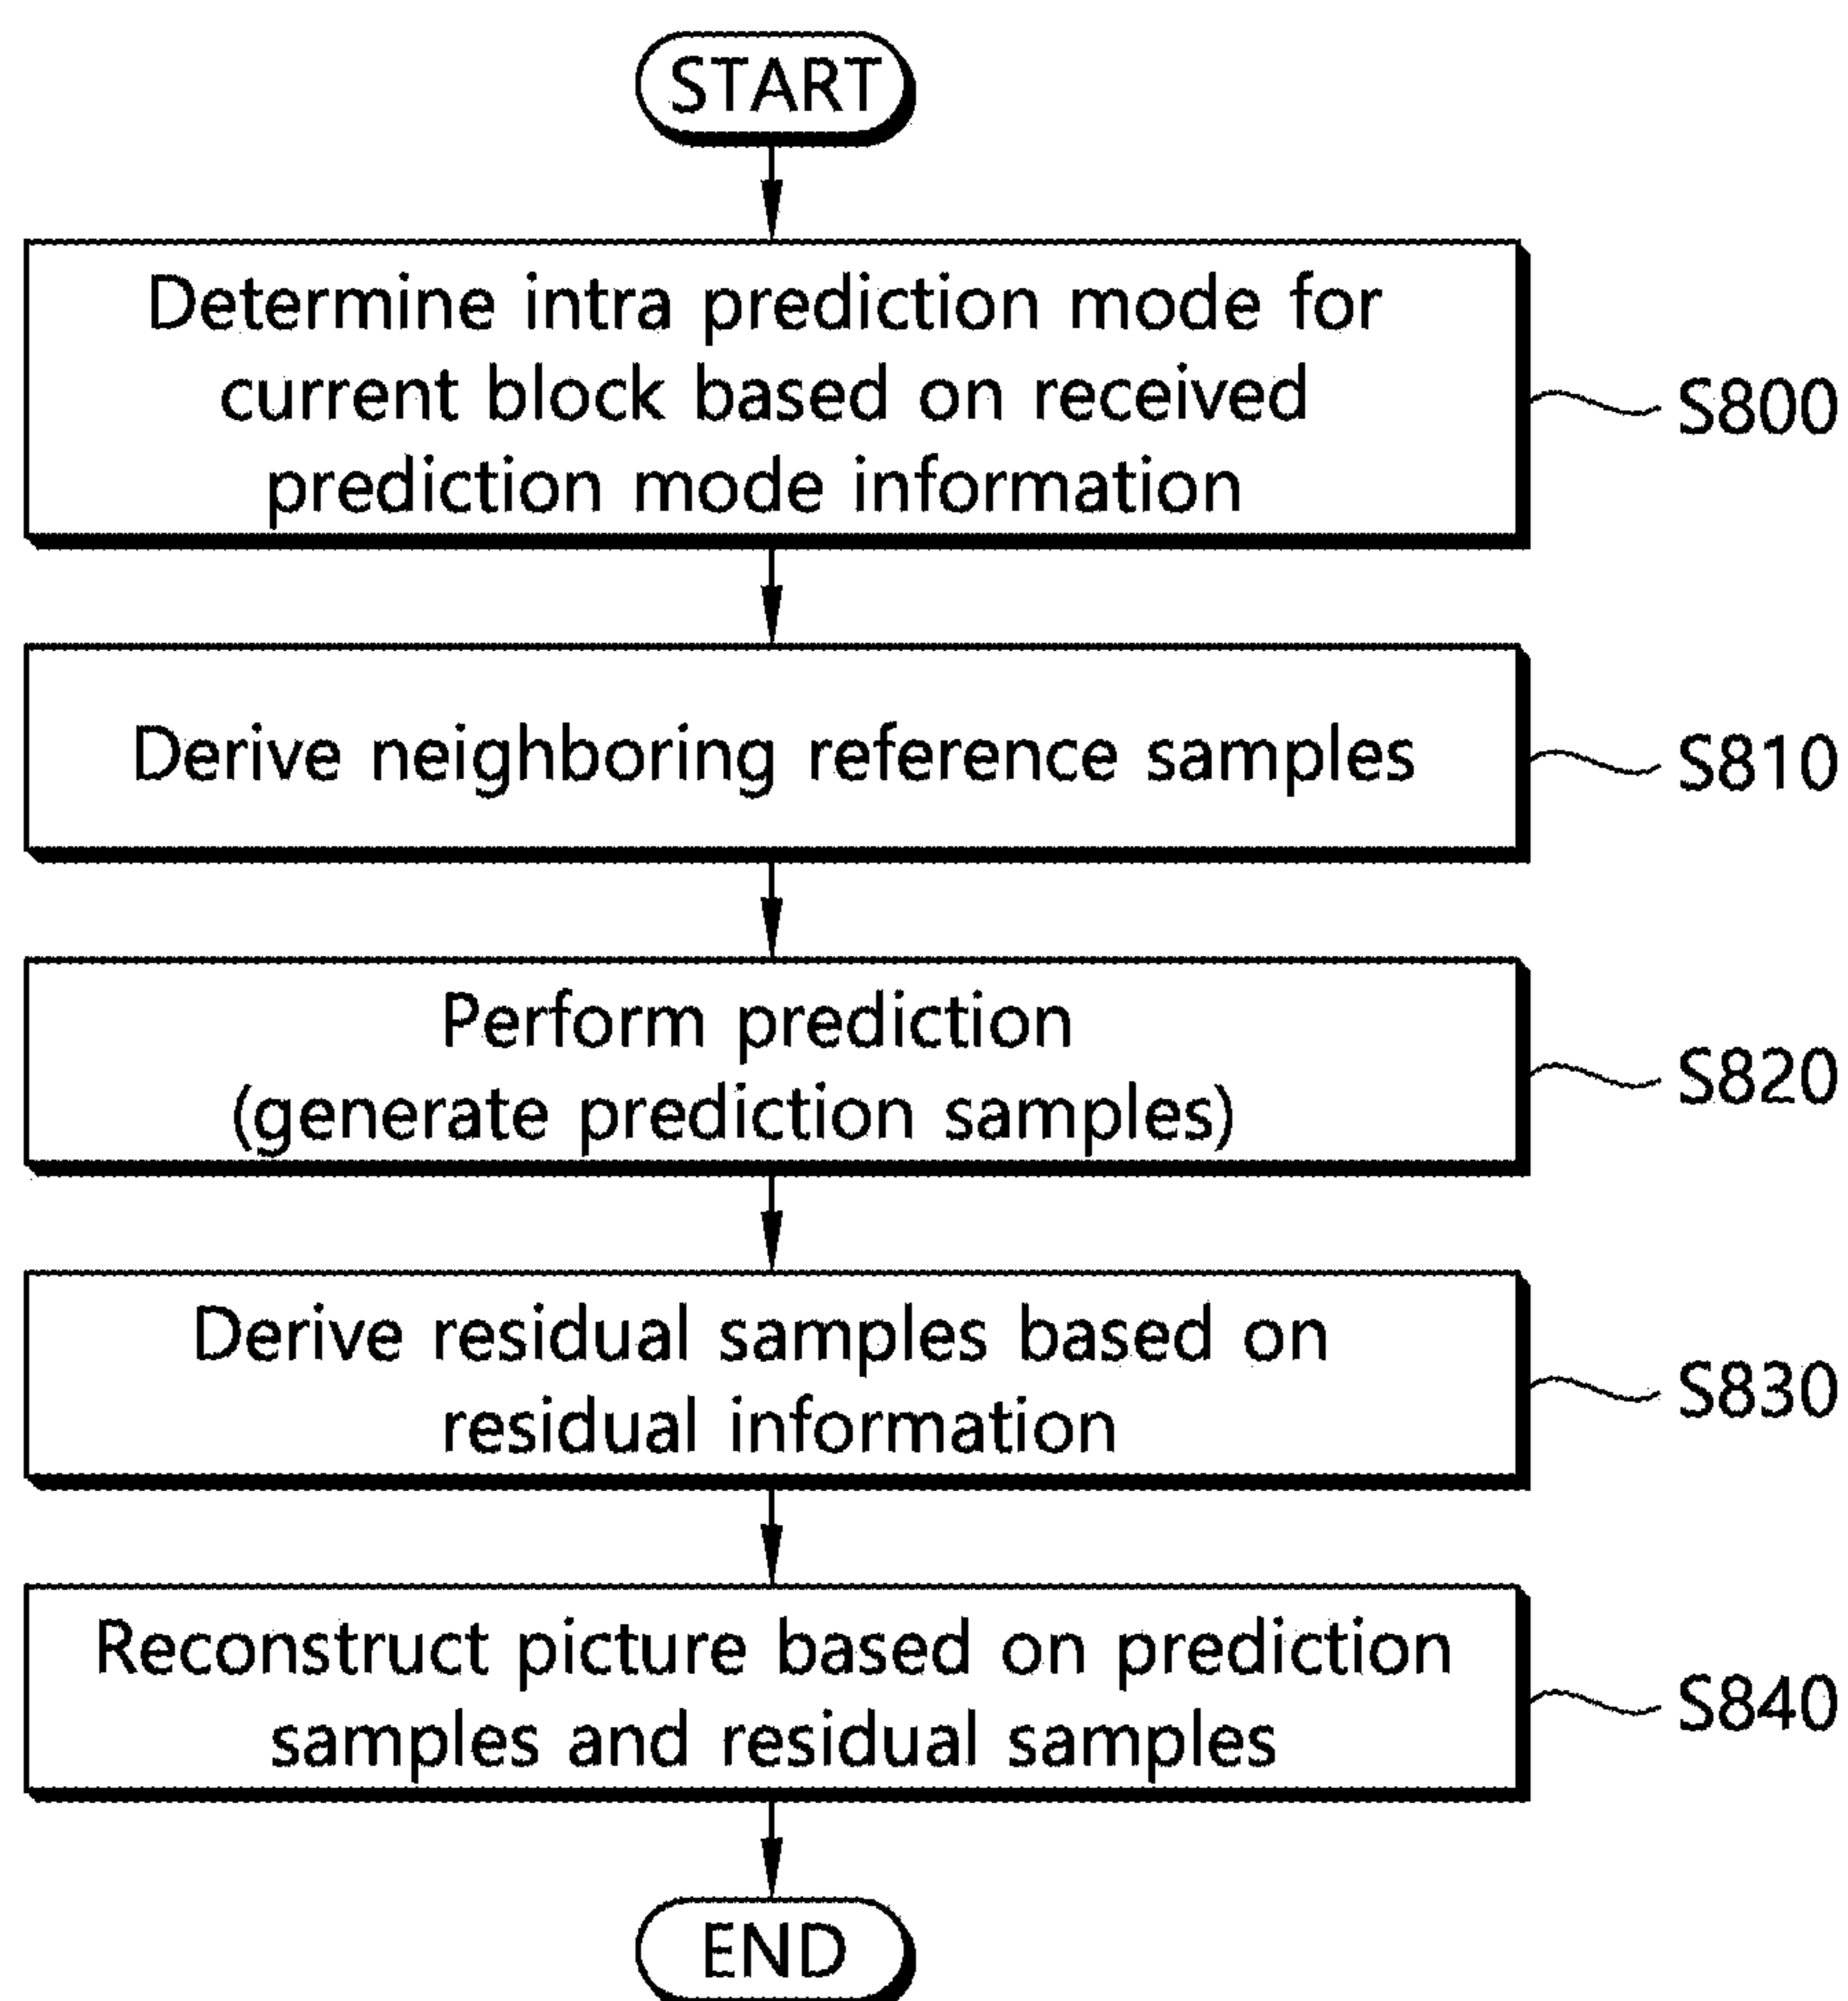 START
Determine intra prediction mode for
current block based on received
prediction mode information
S800
Derive neighboring reference samples
S810
Perform prediction
(generate prediction samples)
S820
Derive residual samples based on
residual information
S830
Reconstruct picture based on prediction
samples and residual samples
S840
END